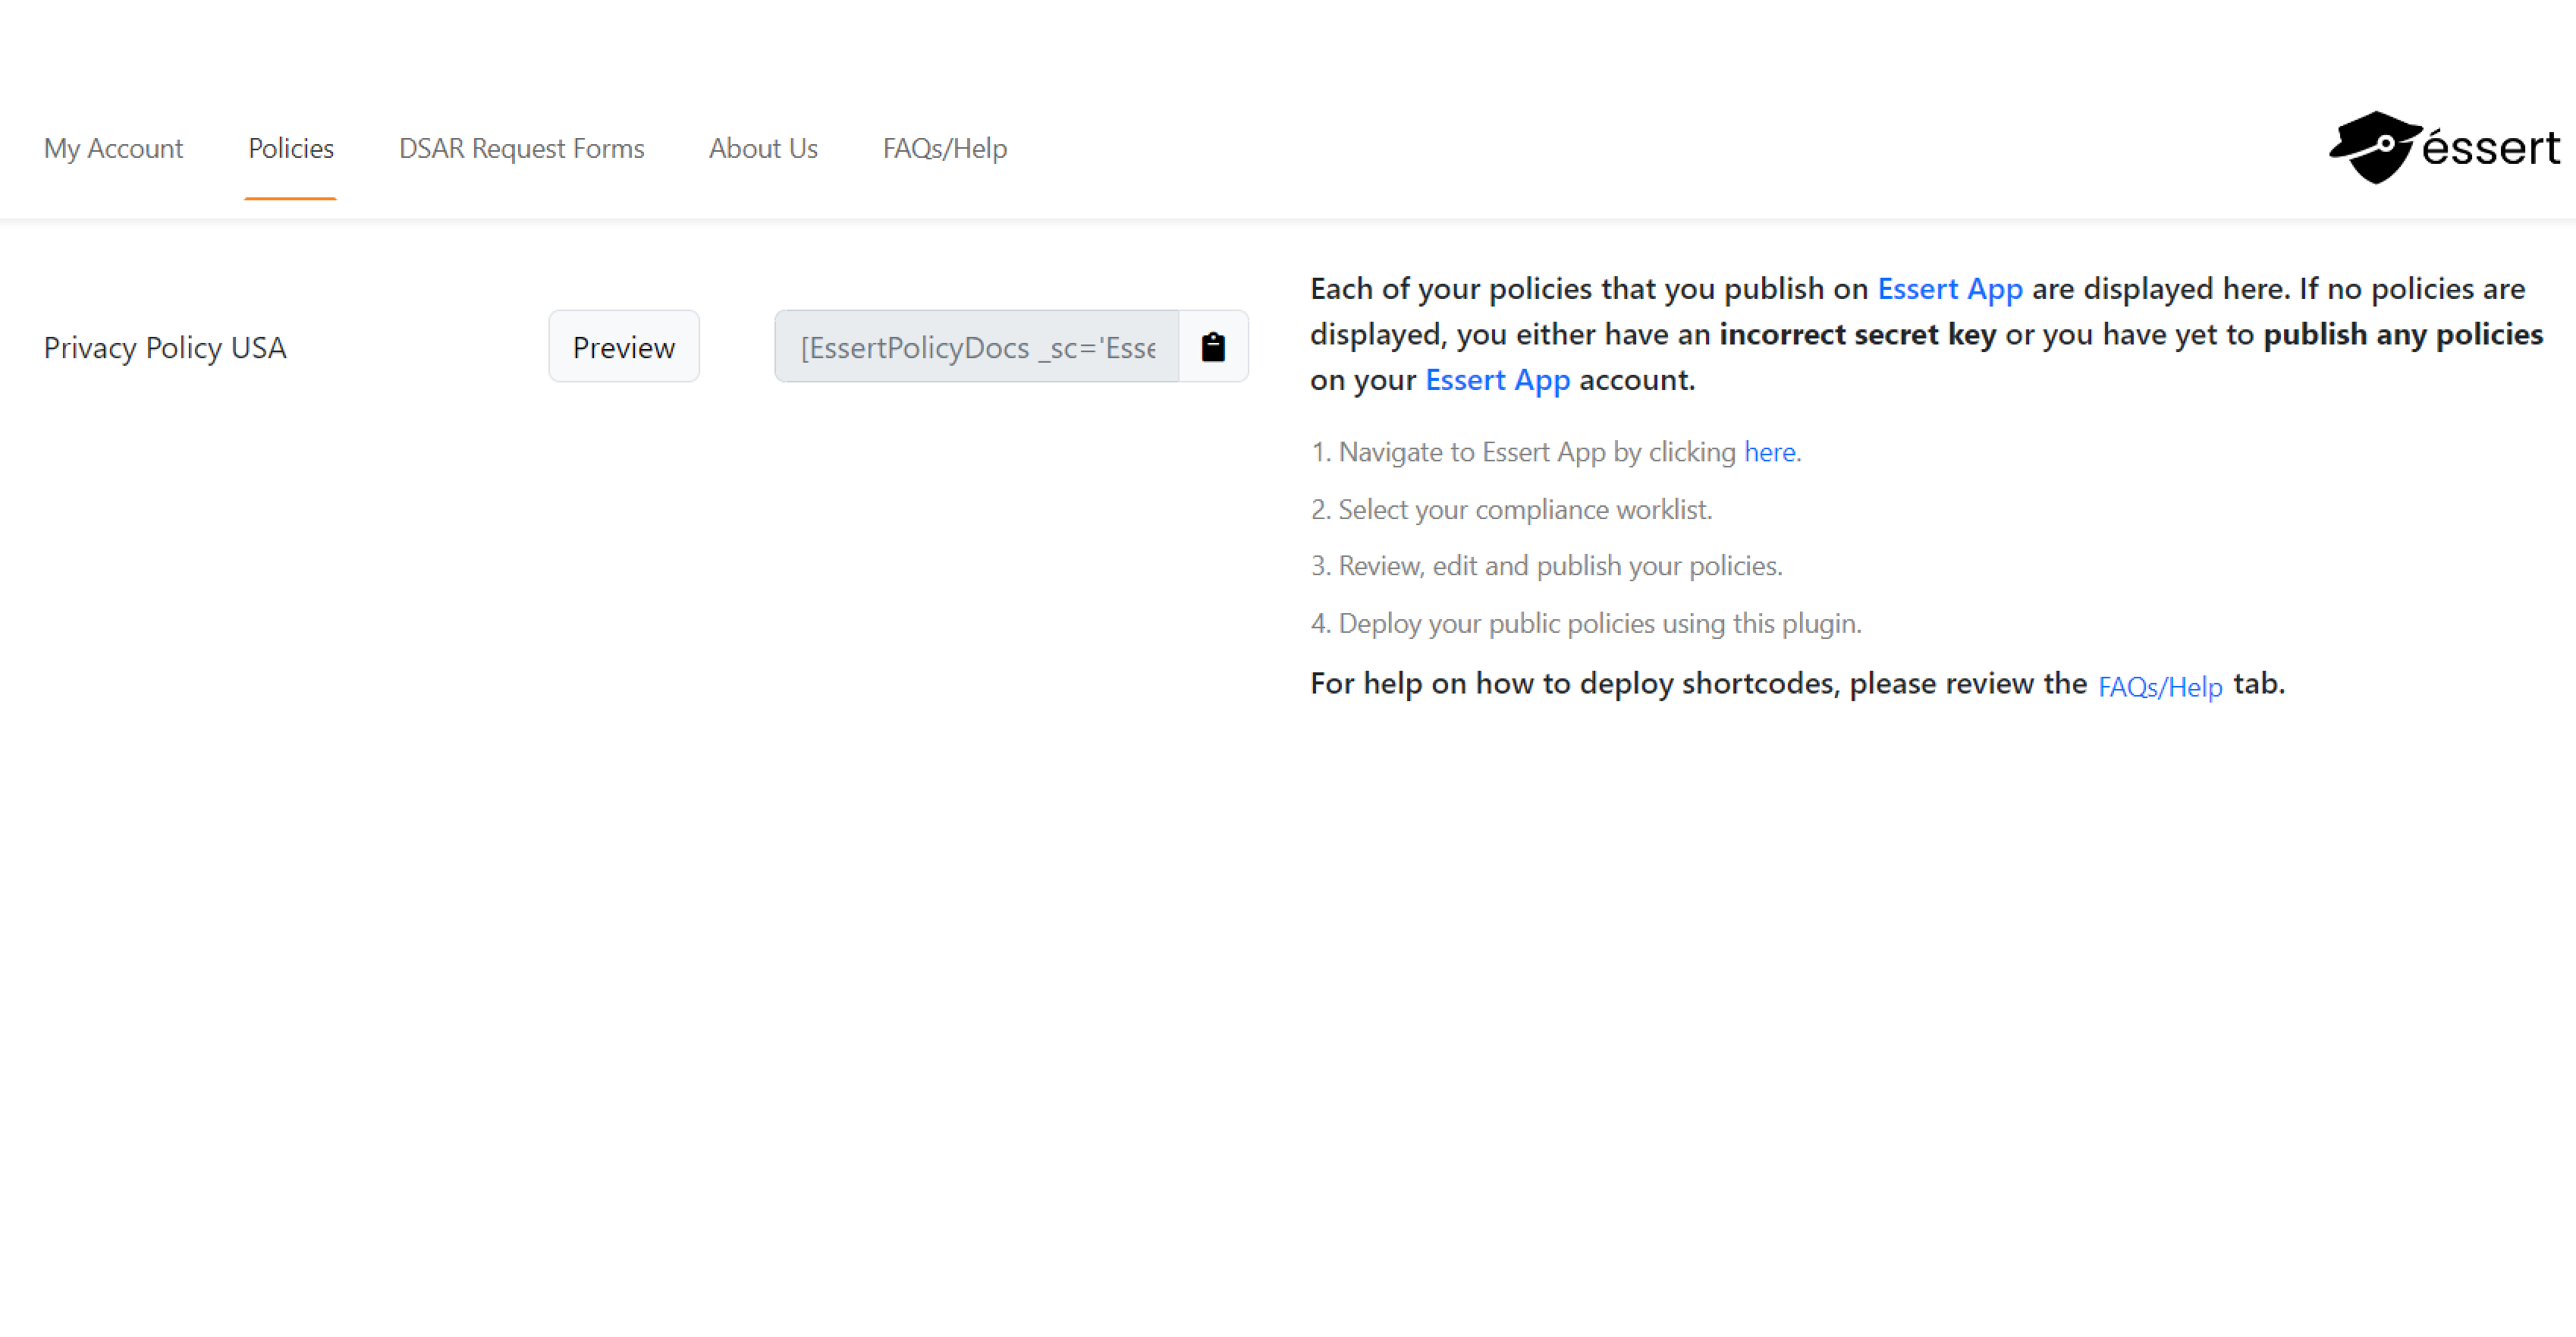 My Account Policies DSAR Request Forms About Us FAQs/Help éssert
Privacy Policy USA Preview [EssertPolicyDocs _sc='Esse
Each of your policies that you publish on Essert App are displayed here. If no policies are
displayed, you either have an incorrect secret key or you have yet to publish any policies
on your Essert App account.
1. Navigate to Essert App by clicking here.
2. Select your compliance worklist.
3. Review, edit and publish your policies.
4. Deploy your public policies using this plugin.
For help on how to deploy shortcodes, please review the FAQs/Help tab.